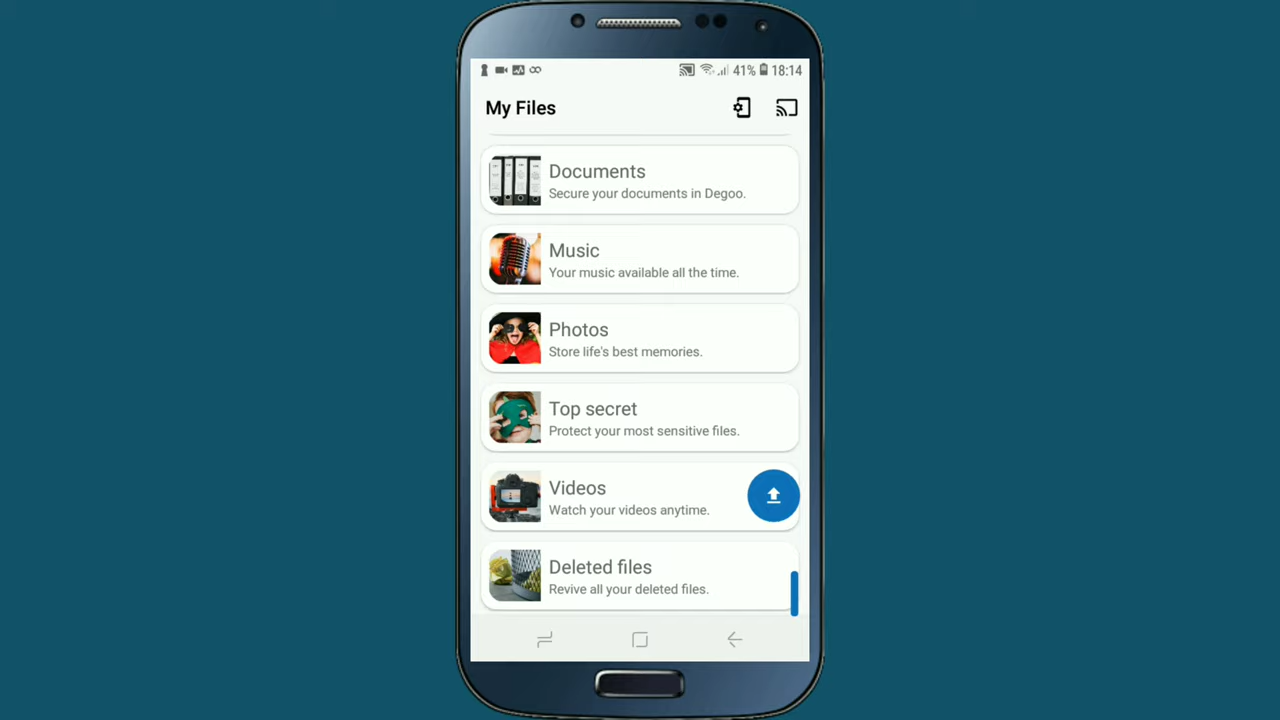 41% 18:14
My Files
Documents
Secure your documents in Degoo.
Music
Your music available all the time.
Photos
Store life's best memories.
Top secret
Protect your most sensitive files.
Videos
Watch your videos anytime.
Deleted files
Revive all your deleted files.